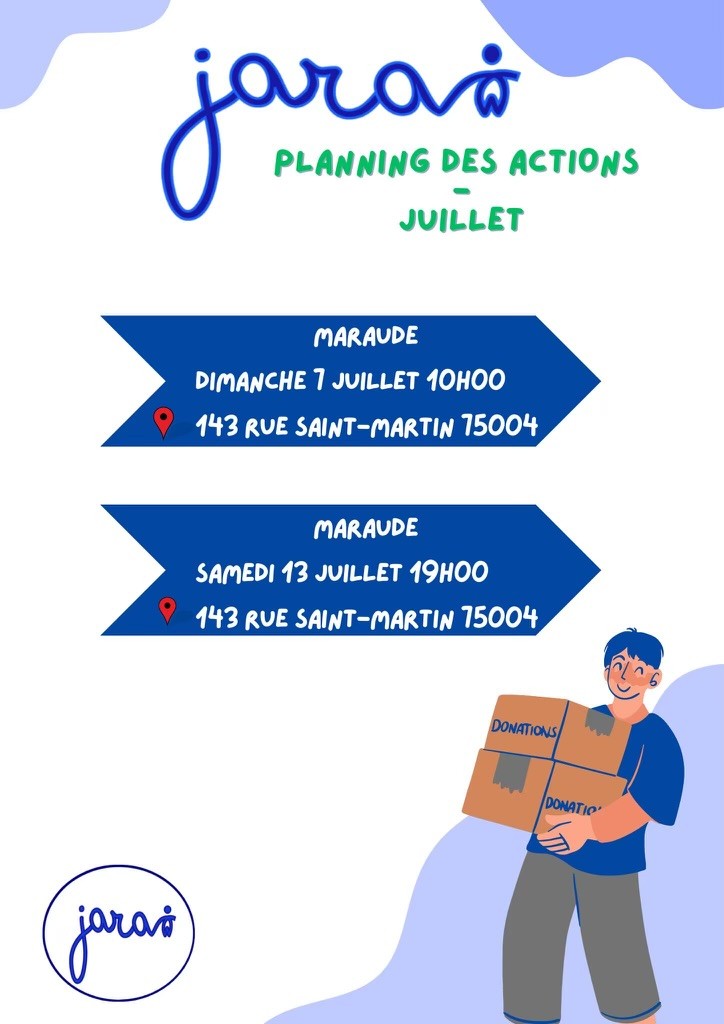 jara
PLANNING DES ACTIONS
-
JUILLET
MARAUDE
DIMANCHE 7 JUILLET 10H00
143 RUE SAINT-MARTIN 75004
MARAUDE
SAMEDI 13 JUILLET 19H00
143 RUE SAINT-MARTIN 75004
DONATIONS
DONATIO
jara